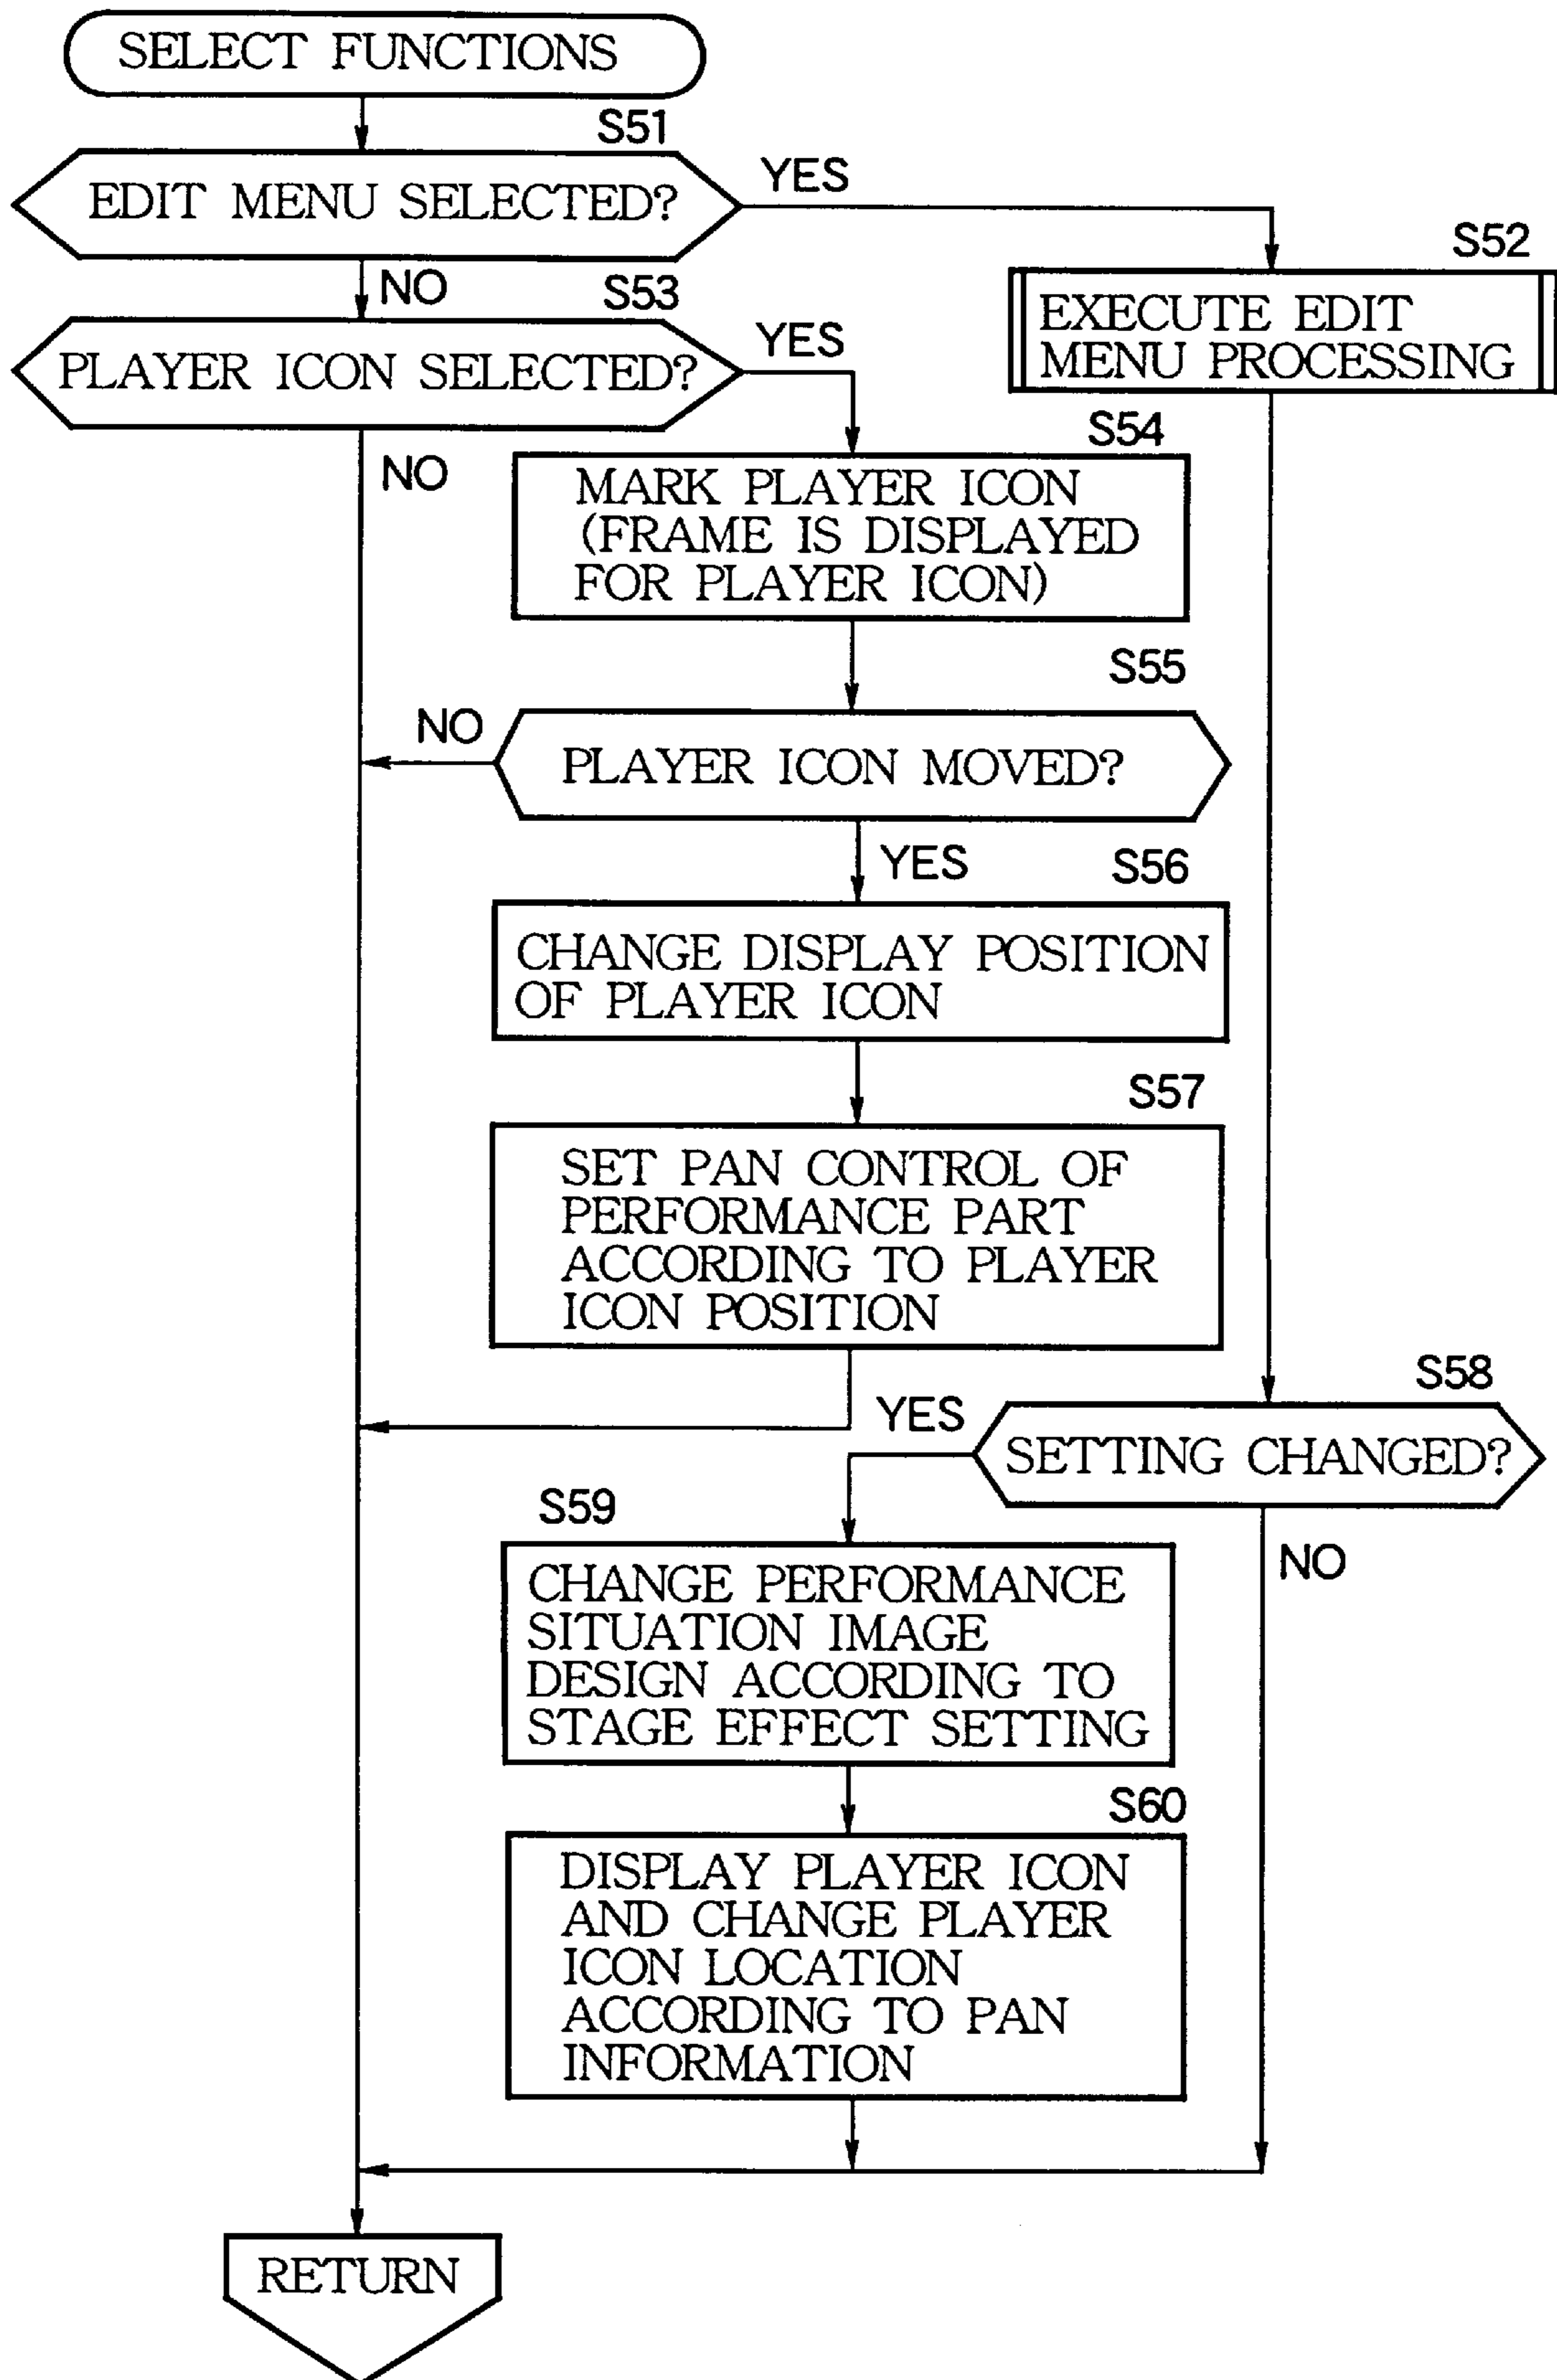 SELECT FUNCTIONS
S51
EDIT MENU SELECTED?
YES
NO
S52
EXECUTE EDIT
MENU PROCESSING
S53
PLAYER ICON SELECTED?
YES
NO
S54
MARK PLAYER ICON
(FRAME IS DISPLAYED
FOR PLAYER ICON)
S55
NO
PLAYER ICON MOVED?
YES
S56
CHANGE DISPLAY POSITION
OF PLAYER ICON
S57
SET PAN CONTROL OF
PERFORMANCE PART
ACCORDING TO PLAYER
ICON POSITION
S58
YES
SETTING CHANGED?
NO
S59
CHANGE PERFORMANCE
SITUATION IMAGE
DESIGN ACCORDING TO
STAGE EFFECT SETTING
S60
DISPLAY PLAYER ICON
AND CHANGE PLAYER
ICON LOCATION
ACCORDING TO PAN
INFORMATION
RETURN